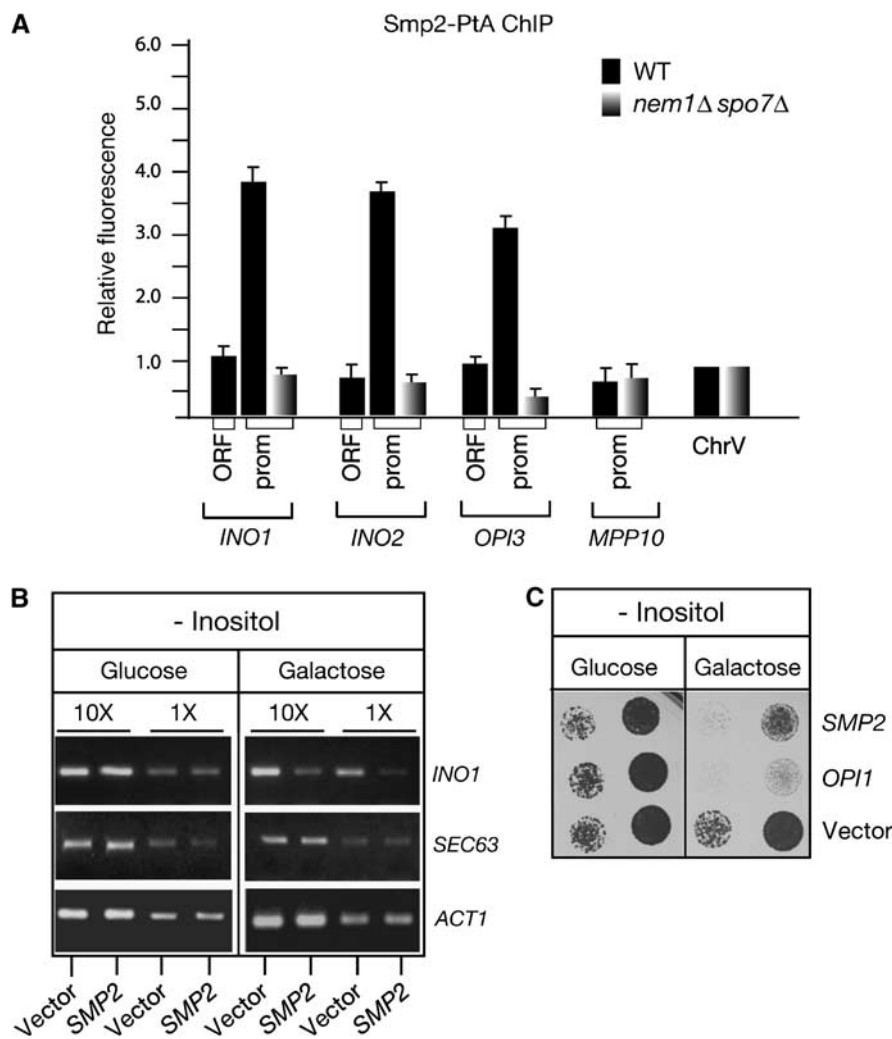 A
Smp2-PtA ChIP
6.0
5.0
4.0
3.0
2.0
1.0
Relative fluorescence
WT
nem1Δ spo7Δ
ORF
prom
ORF
prom
ORF
prom
prom
ChrV
INO1
INO2
OPI3
MPP10
B
- Inositol
Glucose
Galactose
10X
1X
10X
1X
INO1
SEC63
ACT1
Vector
SMP2
Vector
SMP2
Vector
SMP2
Vector
SMP2
C
- Inositol
Glucose
Galactose
SMP2
OPI1
Vector